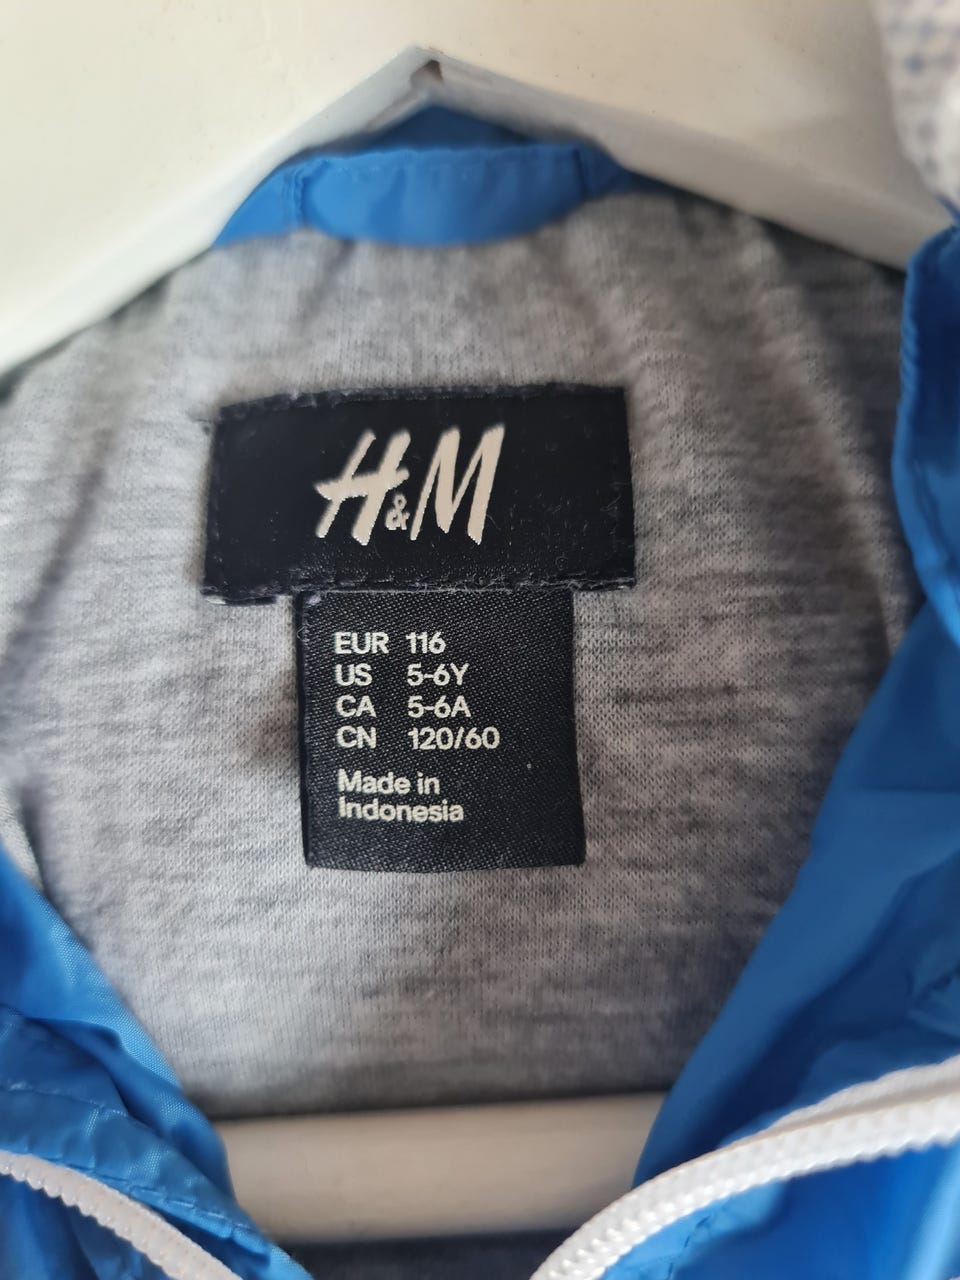 H&M
EUR 116
US 5-6Y
CA 5-6A
CN 120/60
Made in
Indonesia